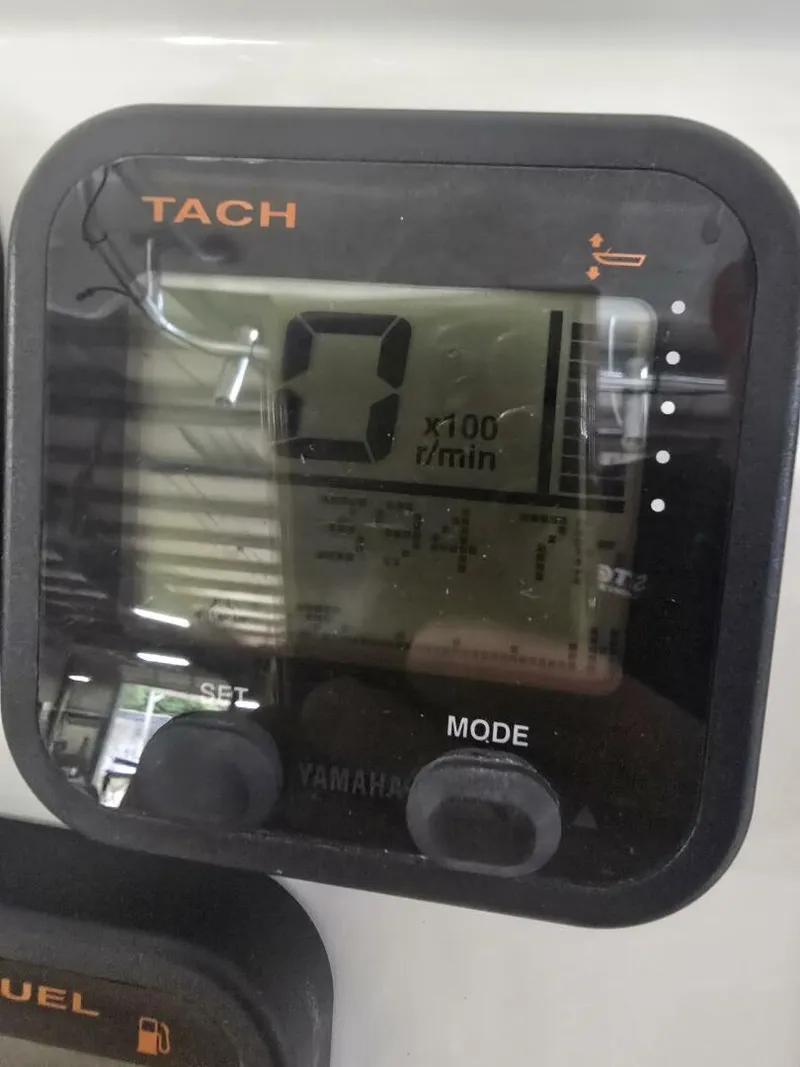 TACH
0
x100
r/min
SET
MODE
YAMAHA
UEL